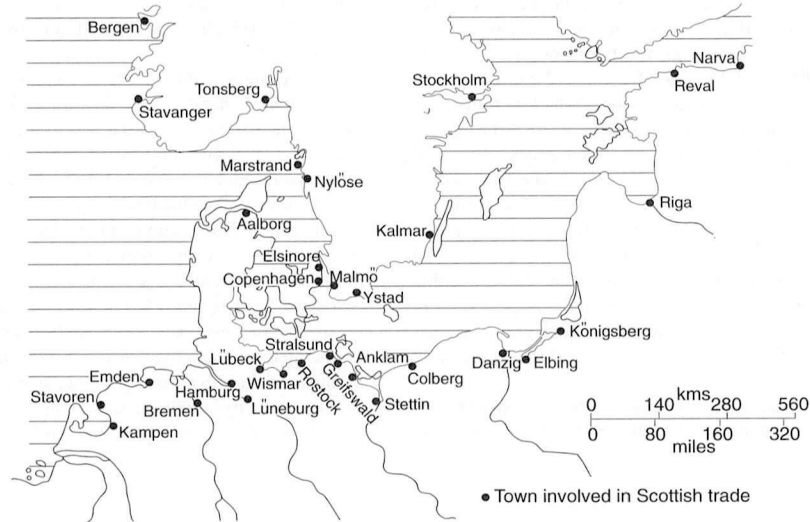 Bergen
Narva
Reval
Stockholm
Tonsberg
Stavanger
Marstrand
Nylöse
Riga
Aalborg
Kalmar
Elsinore
Copenhagen
Malmö
Ystad
Königsberg
Stralsund
Lübeck
Anklam
Danzig
Elbing
Emden
Wismar
Rostock
Greifswald
Colberg
Stavoren
Hamburg
Bremen
Lüneburg
Stettin
Kampen
kms
0 140 280 560
0 80 160 320
miles
Town involved in Scottish trade